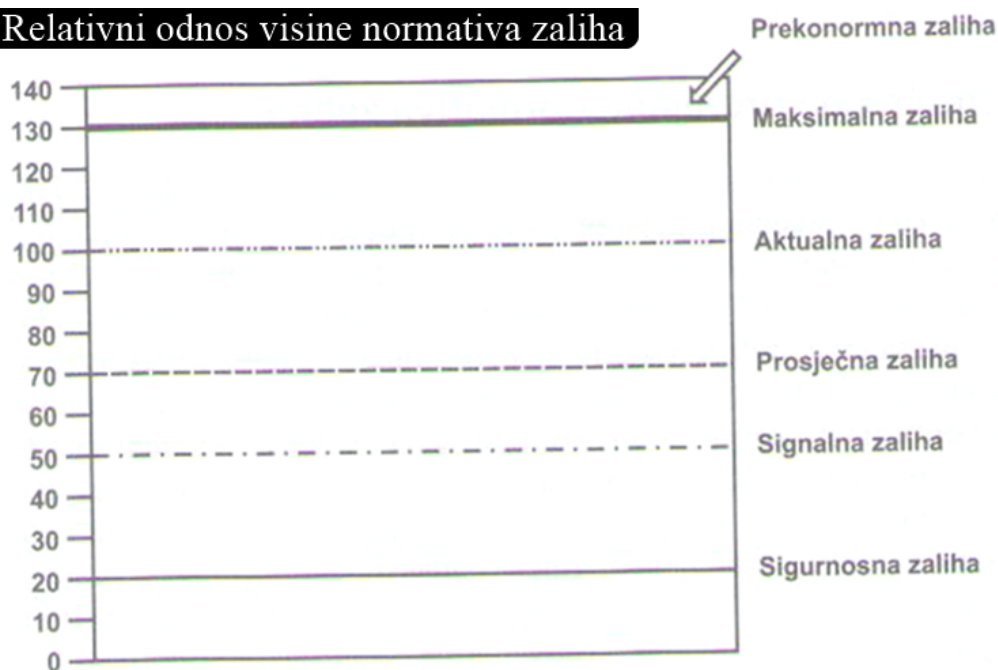 Relativni odnos visine normativa zaliha
Prekonormna zaliha
140
130
Maksimalna zaliha
120
110
100
Aktualna zaliha
90
80
70
Prosječna zaliha
60
50
Signalna zaliha
40
30
20
Sigurnosna zaliha
10
0